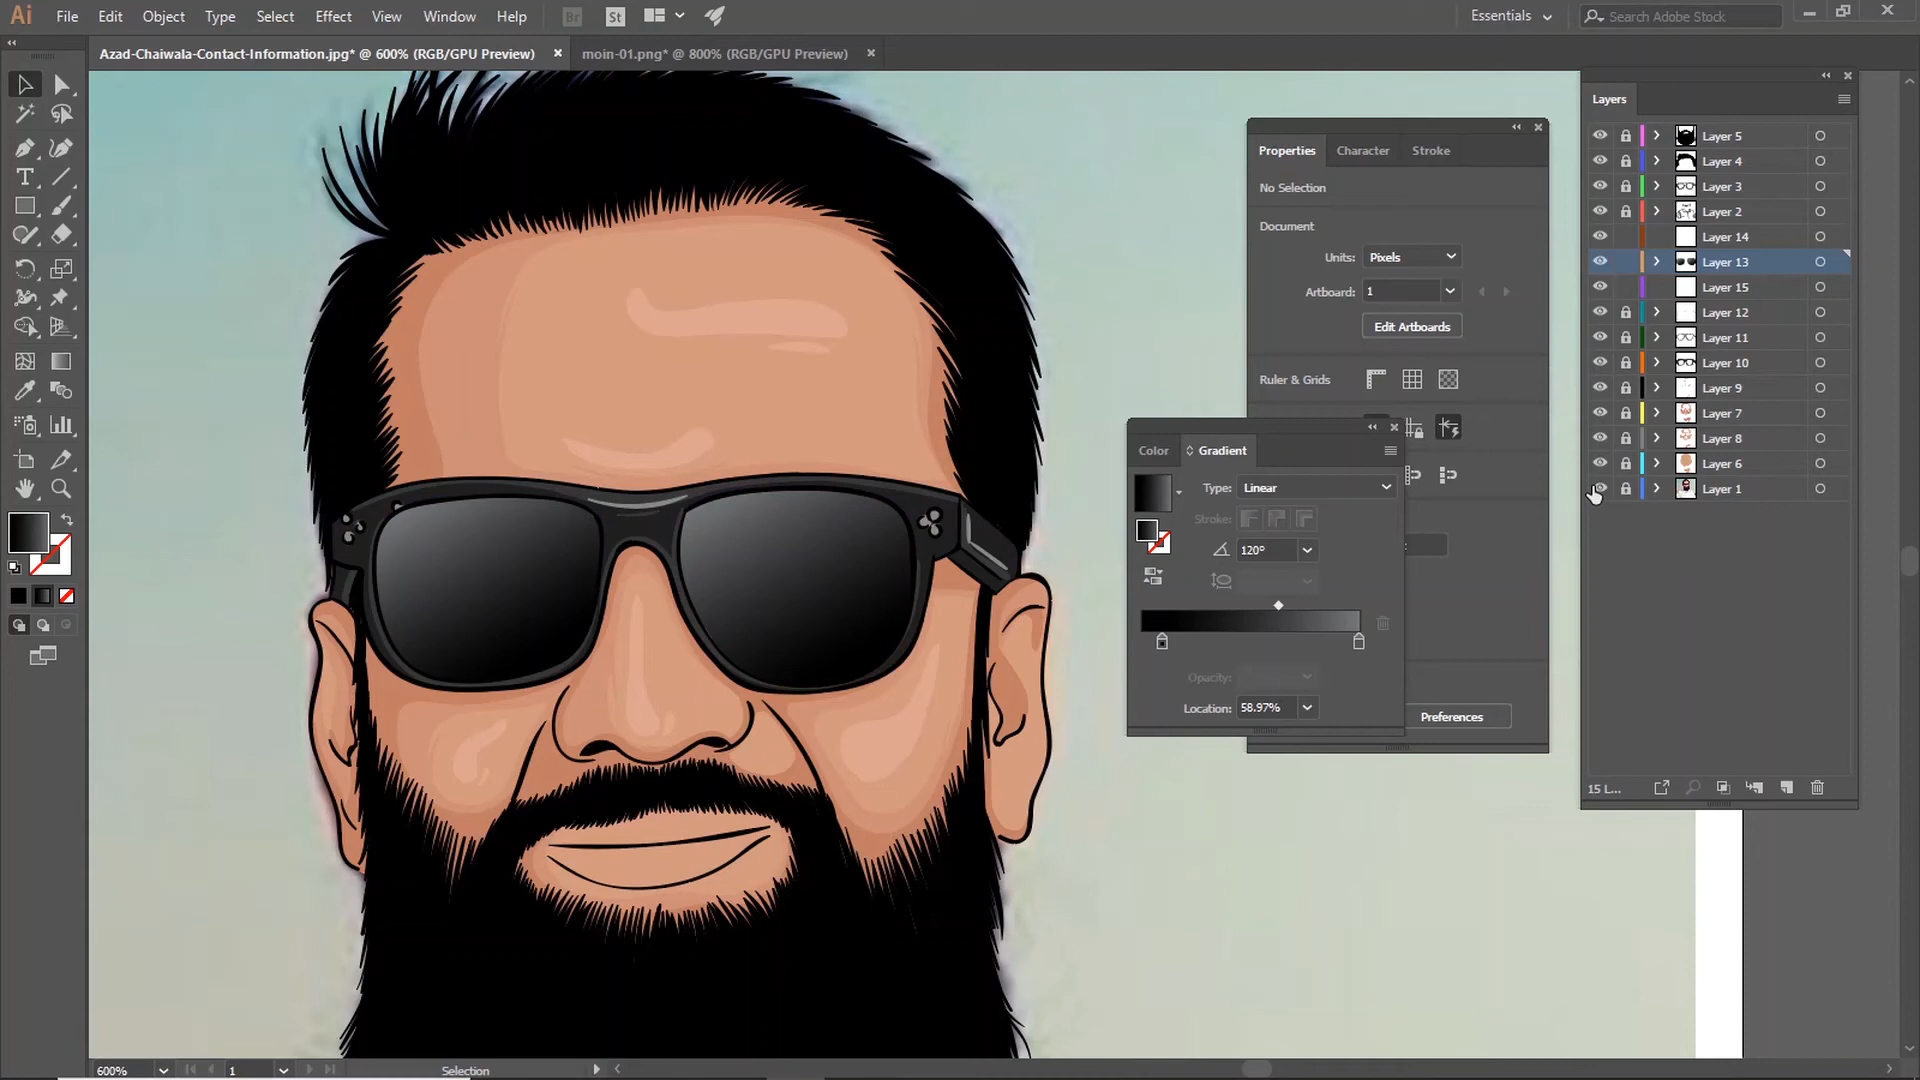 Ai File Edit Object Type Select Effect View Window Help Br St Essentials Search Adobe Stock
Azad-Chaiwala-Contact-Information.jpg* @ 600% (RGB/GPU Preview) moin-01.png* @ 800% (RGB/GPU Preview)
Layers
Layer 5
Layer 4
Layer 3
Layer 2
Layer 14
Layer 13
Layer 15
Layer 12
Layer 11
Layer 10
Layer 9
Layer 7
Layer 8
Layer 6
Layer 1
15 L...
Properties Character Stroke
No Selection
Document
Units: Pixels
Artboard: 1
Edit Artboards
Ruler & Grids
Preferences
Color Gradient
Type: Linear
Stroke:
120°
Opacity:
Location: 58.97%
600% 1 Selection